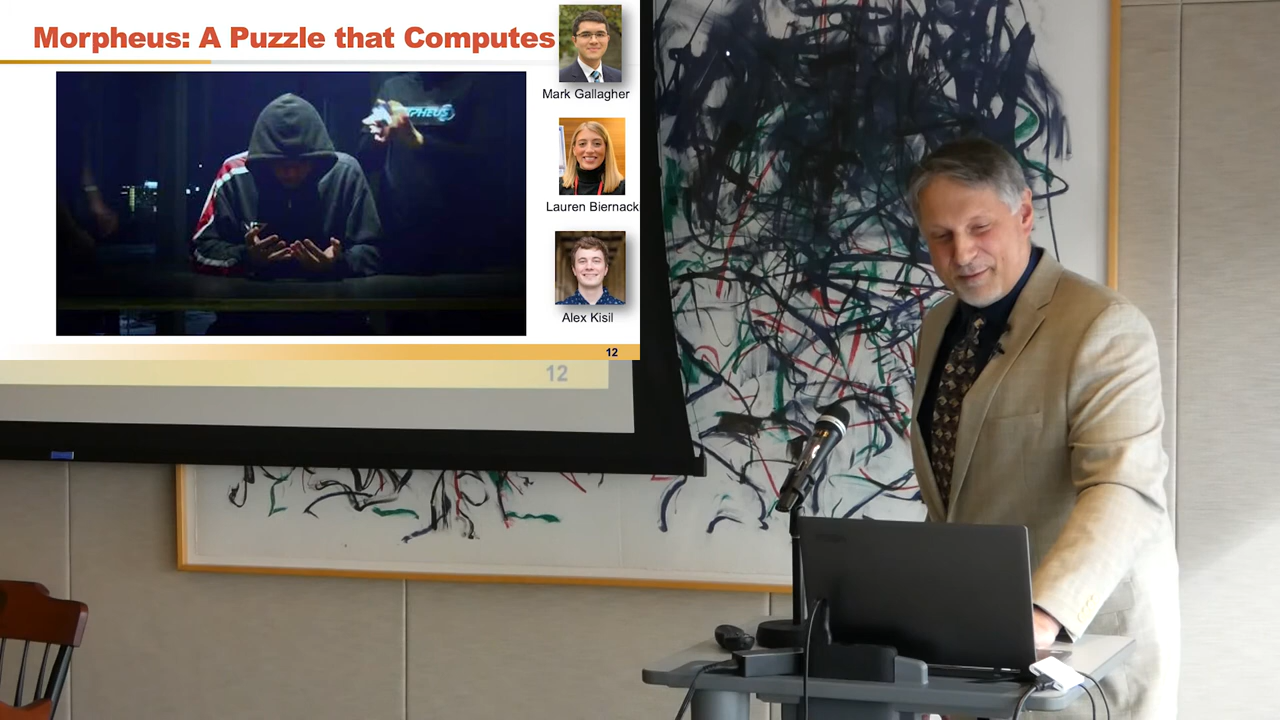 Morpheus: A Puzzle that Computes
Mark Gallagher
Lauren Biernack
Alex Kisil
12
12